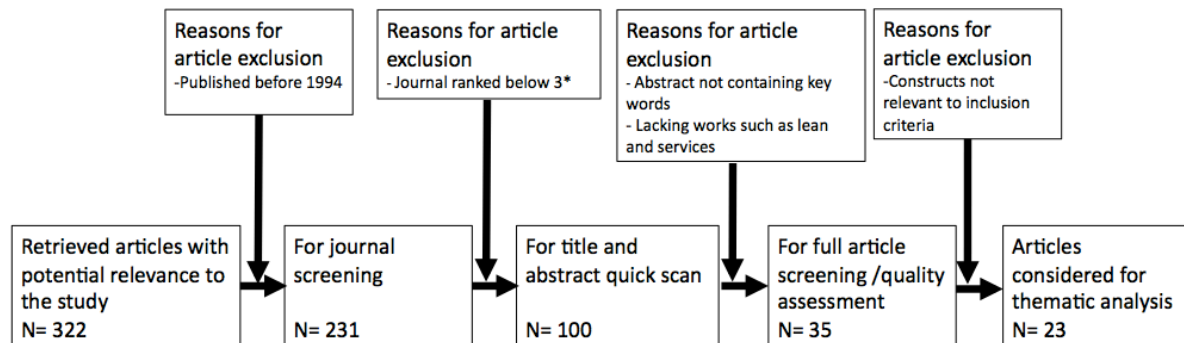 Reasons for
article exclusion
-Published before 1994
Reasons for article
exclusion
- Journal ranked below 3*
Reasons for article
exclusion
- Abstract not containing key
words
- Lacking works such as lean
and services
Reasons for
article exclusion
-Constructs not
relevant to inclusion
criteria
Retrieved articles with
potential relevance to
the study
N= 322
For journal
screening
N= 231
For title and
abstract quick scan
N= 100
For full article
screening /quality
assessment
N= 35
Articles
considered for
thematic analysis
N= 23